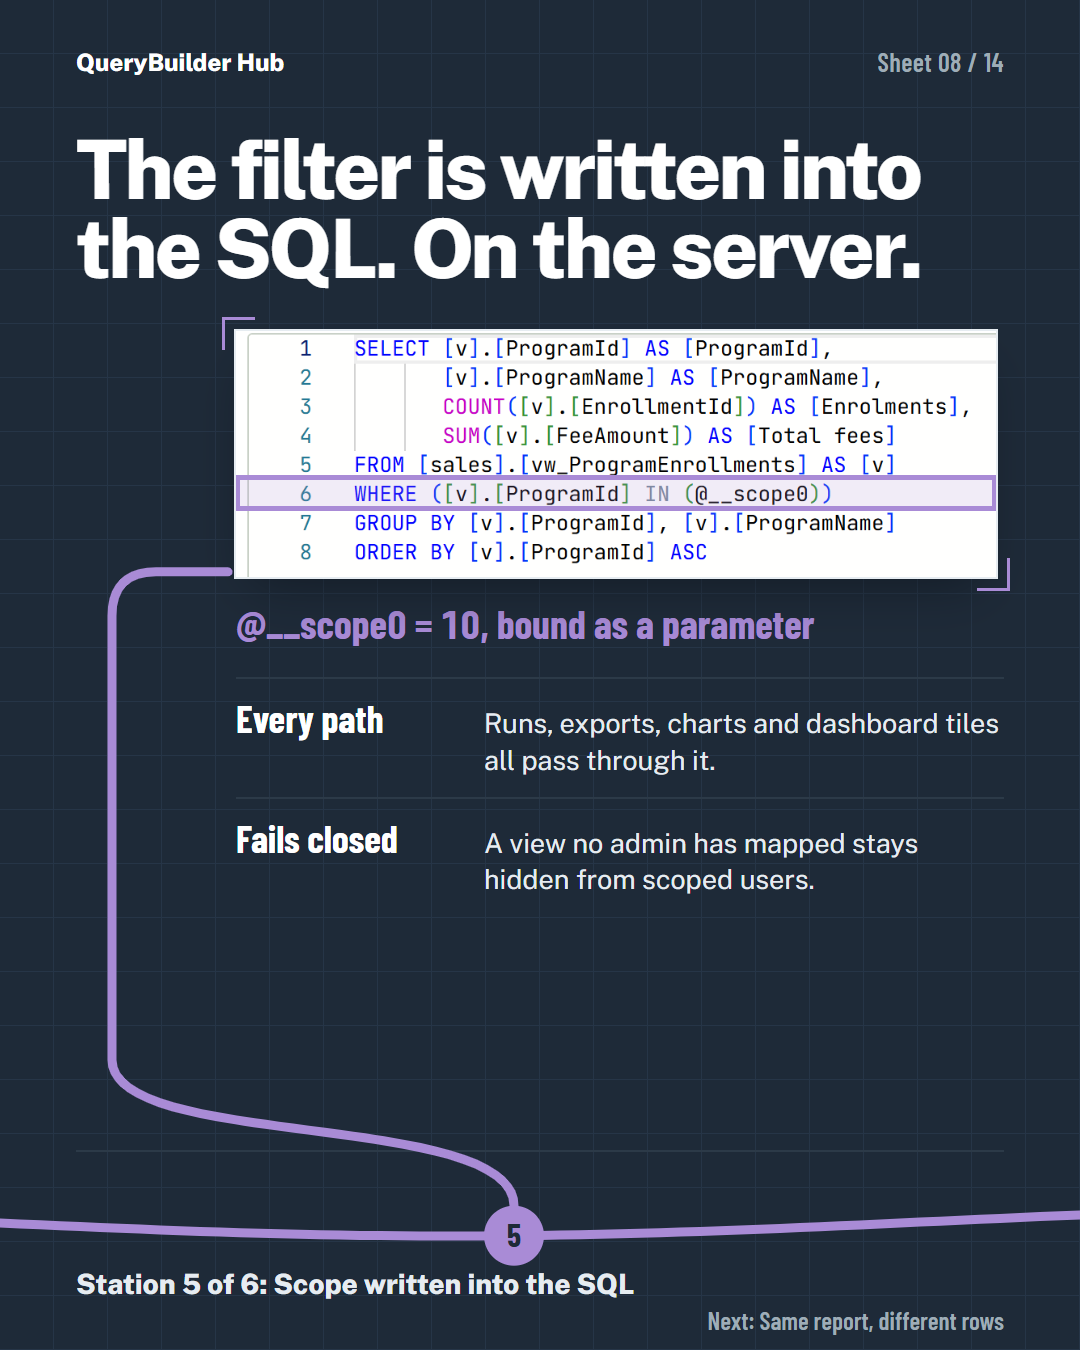 QueryBuilder Hub
Sheet 08 / 14
The filter is written into
the SQL. On the server.
1 SELECT [v].[ProgramId] AS [ProgramId],
2 [v].[ProgramName] AS [ProgramName],
3 COUNT([v].[EnrollmentId]) AS [Enrolments],
4 SUM([v].[FeeAmount]) AS [Total fees]
5 FROM [sales].[vw_ProgramEnrollments] AS [v]
6 WHERE ([v].[ProgramId] IN (@__scope0))
7 GROUP BY [v].[ProgramId], [v].[ProgramName]
8 ORDER BY [v].[ProgramId] ASC
@__scope0 = 10, bound as a parameter
Every path
Runs, exports, charts and dashboard tiles
all pass through it.
Fails closed
A view no admin has mapped stays
hidden from scoped users.
5
Station 5 of 6: Scope written into the SQL
Next: Same report, different rows